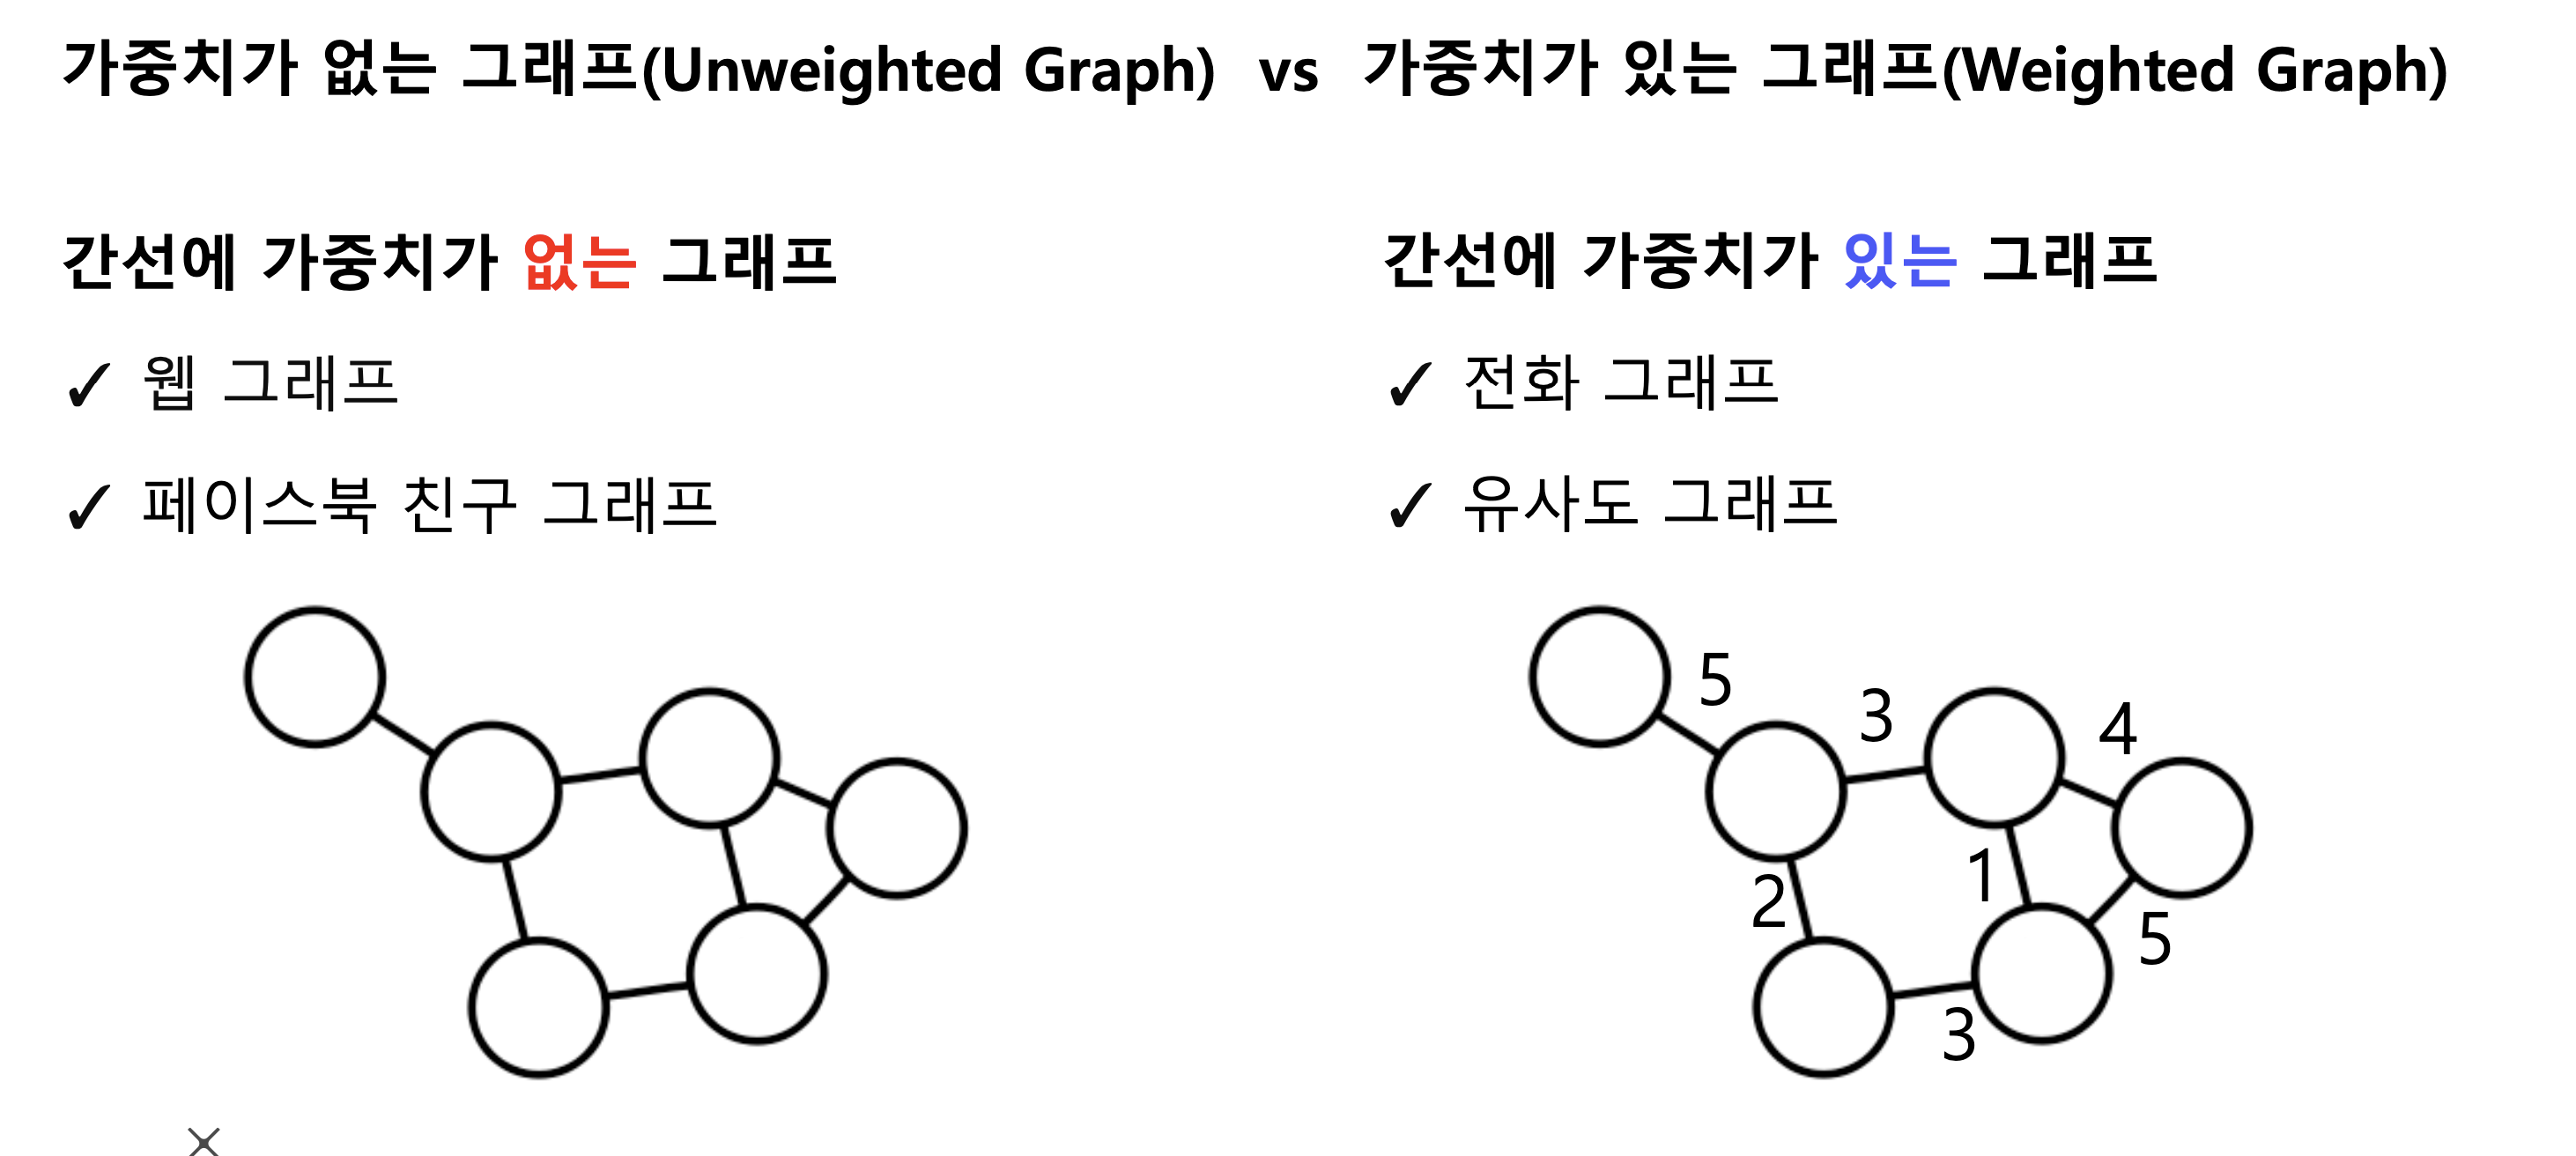 가중치가 없는 그래프(Unweighted Graph) vs 가중치가 있는 그래프(Weighted Graph)
간선에 가중치가 없는 그래프
✓ 웹 그래프
✓ 페이스북 친구 그래프
간선에 가중치가 있는 그래프
✓ 전화 그래프
✓ 유사도 그래프
5
3
4
1
2
5
3